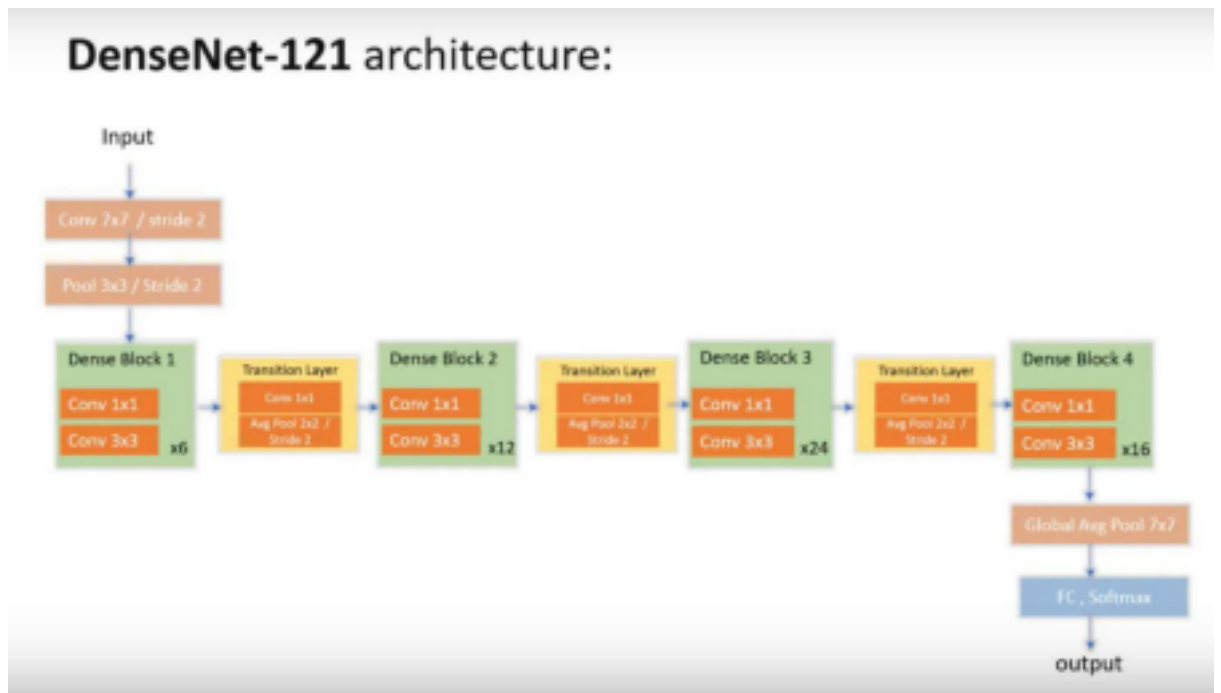 DenseNet-121 architecture:
Input
Conv 7x7 / stride 2
Pool 3x3 / Stride 2
Dense Block 1
Conv 1x1
Conv 3x3
x6
Transition Layer
Conv 1x1
Avg Pool 2x2 /
Stride 2
Dense Block 2
Conv 1x1
Conv 3x3
x12
Transition Layer
Conv 1x1
Avg Pool 2x2 /
Stride 2
Dense Block 3
Conv 1x1
Conv 3x3
x24
Transition Layer
Conv 1x1
Avg Pool 2x2 /
Stride 2
Dense Block 4
Conv 1x1
Conv 3x3
x16
Global Avg Pool 7x7
FC , Softmax
output